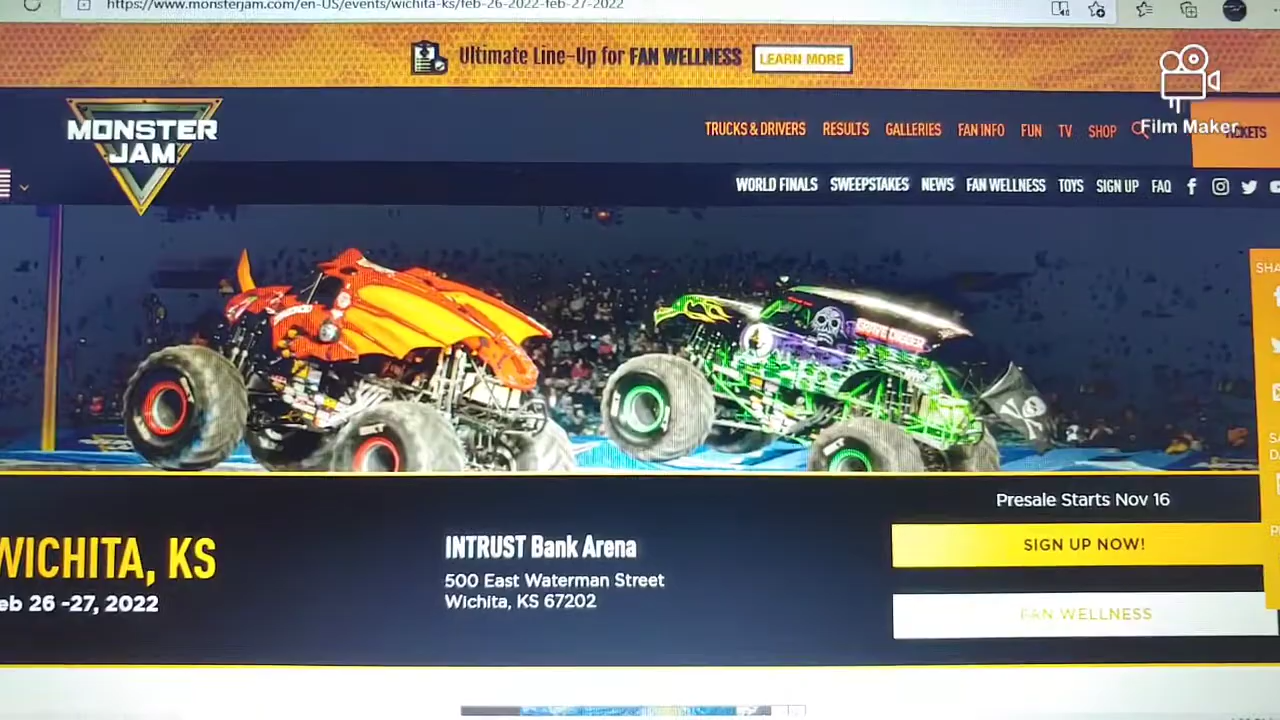 https://www.monsterjam.com/en-US/events/wichita-ks/feb-26-2022-feb-27-2022
Ultimate Line-Up for FAN WELLNESS
LEARN MORE
MONSTER
JAM
TRUCKS & DRIVERS RESULTS GALLERIES FAN INFO FUN TV SHOP
Film Maker
WORLD FINALS SWEEPSTAKES NEWS FAN WELLNESS TOYS SIGN UP FAQ
SHA
GRAVE DIGGER
Presale Starts Nov 16
WICHITA, KS
eb 26 -27, 2022
INTRUST Bank Arena
500 East Waterman Street
Wichita, KS 67202
SIGN UP NOW!
FAN WELLNESS